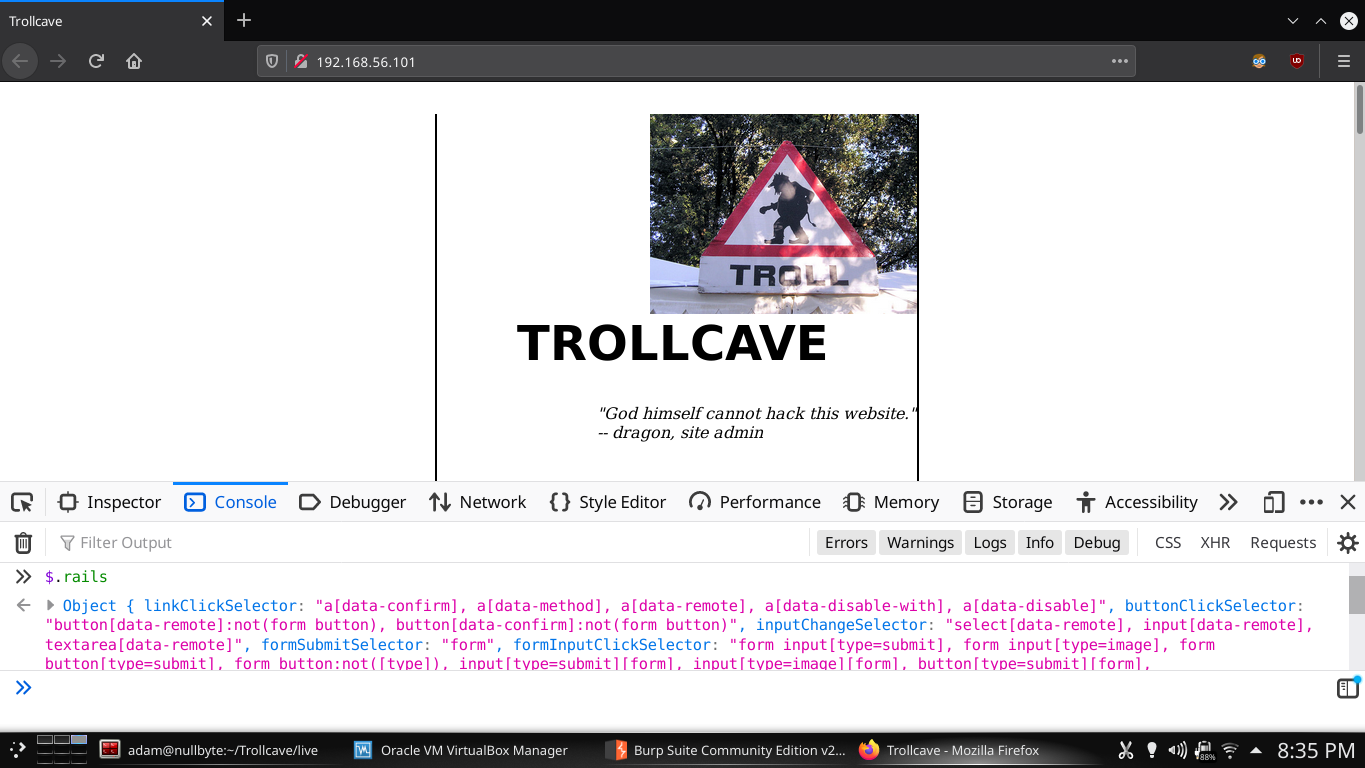 Trollcave
192.168.56.101
UD
TROLL
TROLLCAVE
"God himself cannot hack this website."
-- dragon, site admin
Inspector Console Debugger Network Style Editor Performance Memory Storage Accessibility
Filter Output Errors Warnings Logs Info Debug CSS XHR Requests
$.rails
Object { linkClickSelector: "a[data-confirm], a[data-method], a[data-remote], a[data-disable-with], a[data-disable]", buttonClickSelector:
"button[data-remote]:not(form button), button[data-confirm]:not(form button)", inputChangeSelector: "select[data-remote], input[data-remote],
textarea[data-remote]", formSubmitSelector: "form", formInputClickSelector: "form input[type=submit], form input[type=image], form
button[type=submit], form button:not([type]), input[type=submit][form], input[type=image][form], button[type=submit][form],
adam@nullbyte:~/Trollcave/live Oracle VM VirtualBox Manager Burp Suite Community Edition v2... Trollcave - Mozilla Firefox 88% 8:35 PM